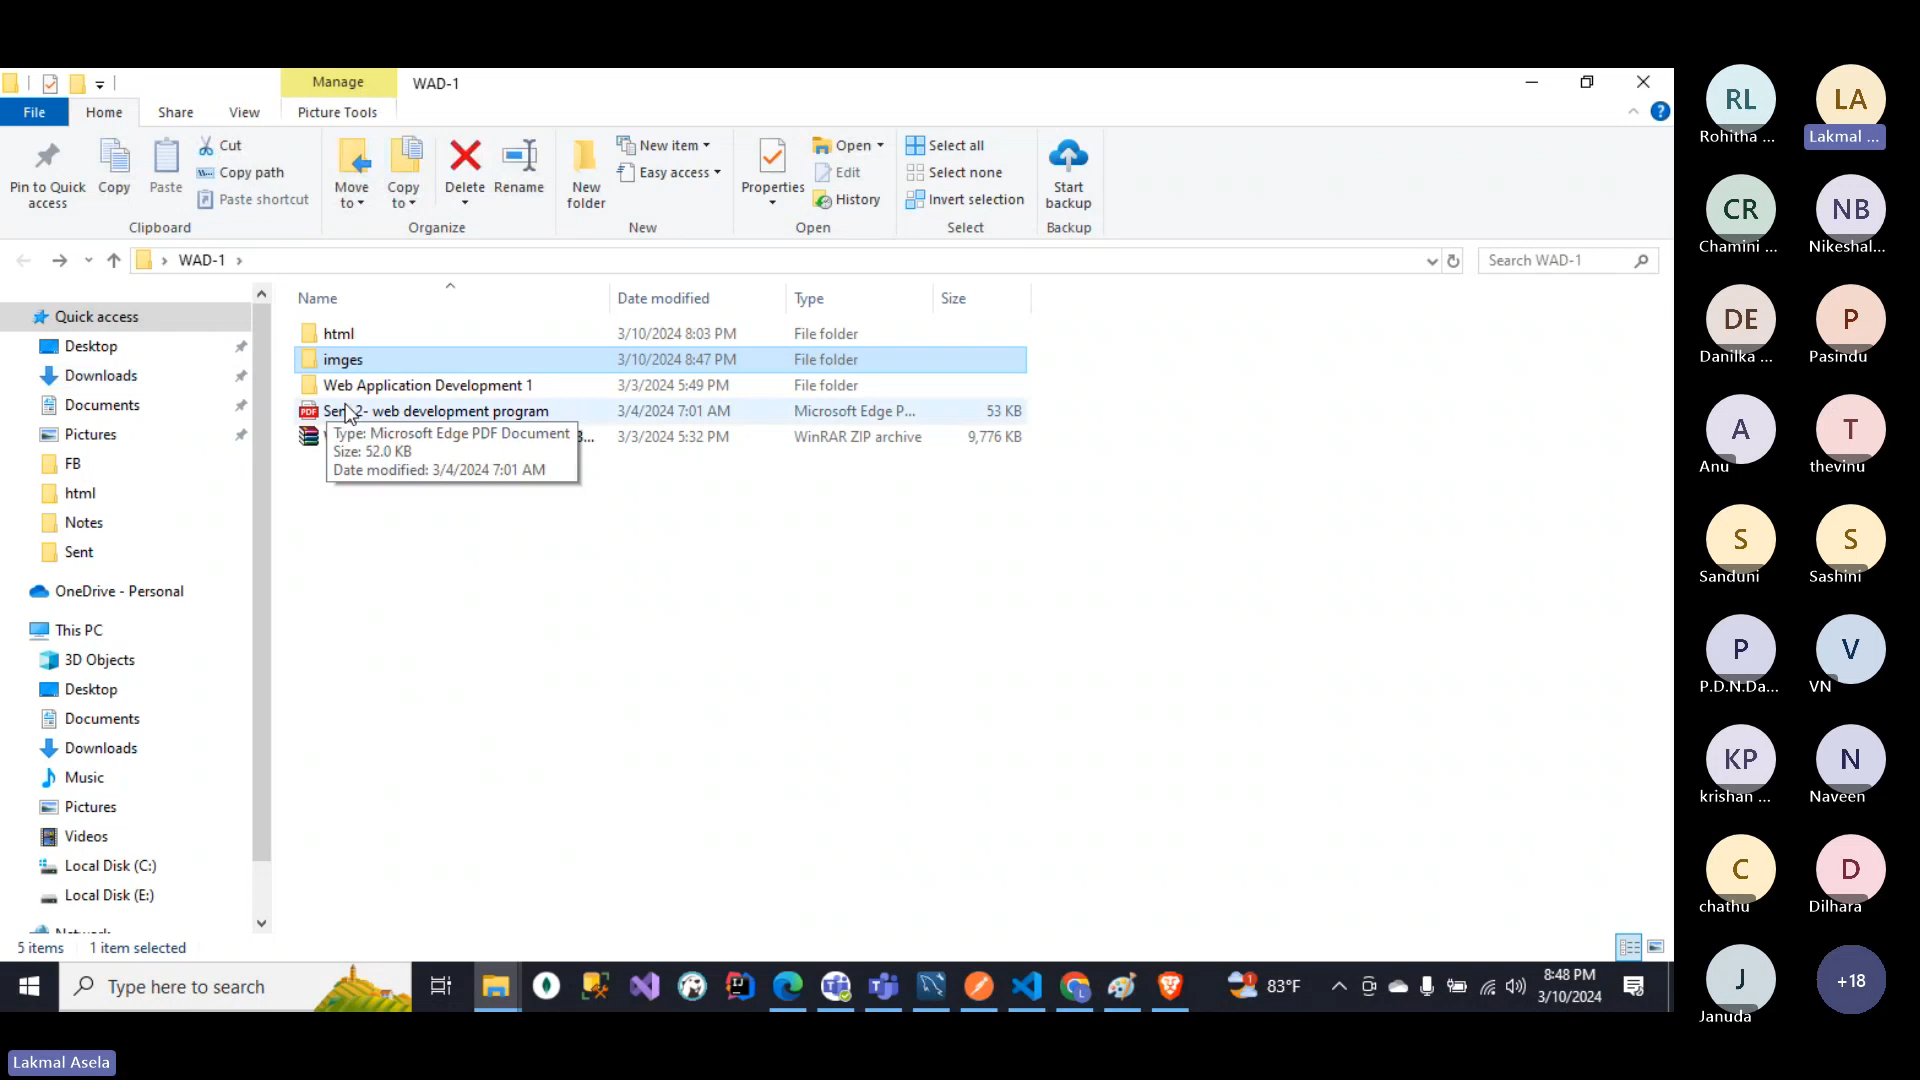 Manage
WAD-1
File
Home
Share
View
Picture Tools
Pin to Quick access
Copy
Paste
Cut
Copy path
Paste shortcut
Clipboard
Move to
Copy to
Delete
Rename
Organize
New folder
New item
Easy access
New
Properties
Open
Edit
History
Open
Select all
Select none
Invert selection
Select
Start backup
Backup
WAD-1
Search WAD-1
Name
Date modified
Type
Size
html
3/10/2024 8:03 PM
File folder
imges
3/10/2024 8:47 PM
File folder
Web Application Development 1
3/3/2024 5:49 PM
File folder
2- web development program
3/4/2024 7:01 AM
Microsoft Edge P...
53 KB
3/3/2024 5:32 PM
WinRAR ZIP archive
9,776 KB
Type: Microsoft Edge PDF Document
Size: 52.0 KB
Date modified: 3/4/2024 7:01 AM
Quick access
Desktop
Downloads
Documents
Pictures
FB
html
Notes
Sent
OneDrive - Personal
This PC
3D Objects
Desktop
Documents
Downloads
Music
Pictures
Videos
Local Disk (C:)
Local Disk (E:)
5 items
1 item selected
Type here to search
83°F
8:48 PM
3/10/2024
RL
Rohitha ...
LA
Lakmal ...
CR
Chamini ...
NB
Nikeshal...
DE
Danilka ...
P
Pasindu
A
Anu
T
thevinu
S
Sanduni
S
Sashini
P
P.D.N.Da...
V
VN
KP
krishan ...
N
Naveen
C
chathu
D
Dilhara
J
Januda
+18
Lakmal Asela